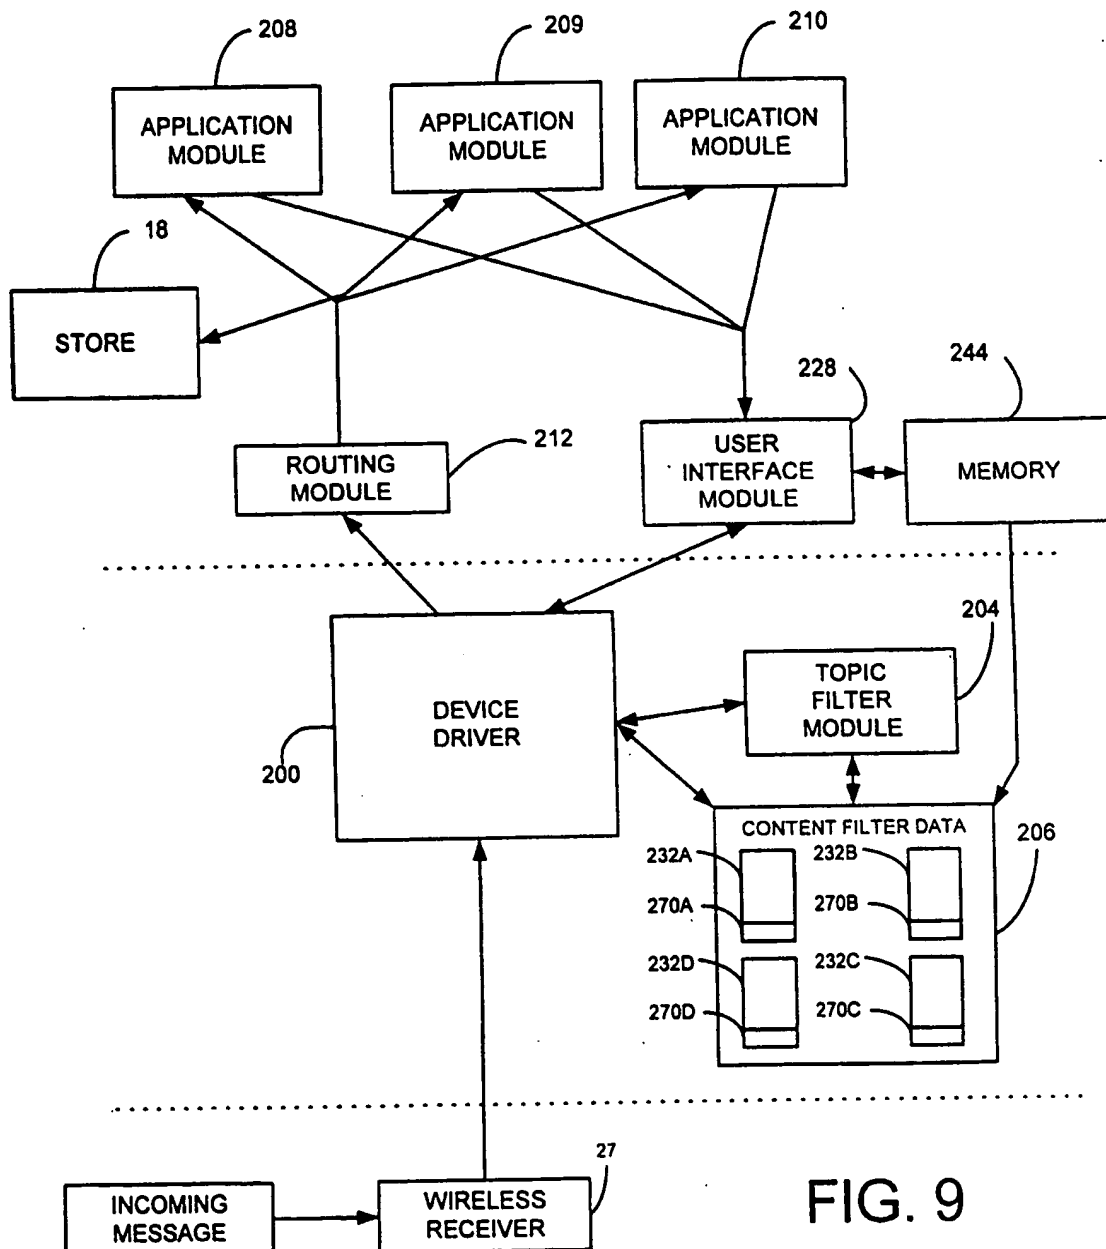 208
209
210
APPLICATION
MODULE
APPLICATION
MODULE
APPLICATION
MODULE
18
STORE
228
244
212
ROUTING
MODULE
USER
INTERFACE
MODULE
MEMORY
204
TOPIC
FILTER
MODULE
DEVICE
DRIVER
200
CONTENT FILTER DATA
206
232A
232B
270A
270B
232D
232C
270D
270C
27
INCOMING
MESSAGE
WIRELESS
RECEIVER
FIG. 9